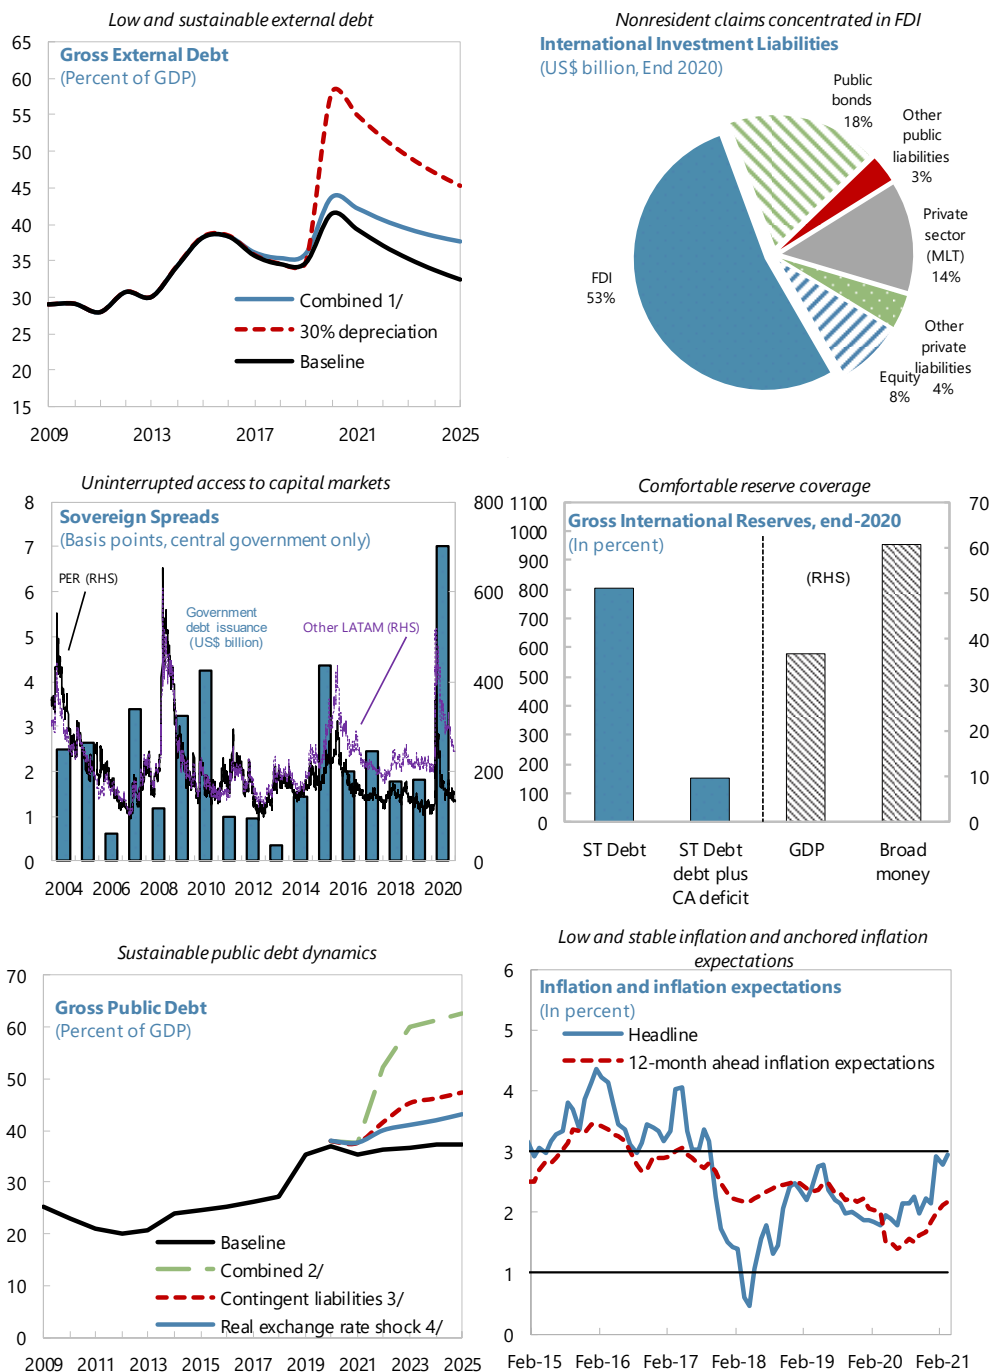 Low and sustainable external debt
Gross External Debt
(Percent of GDP)
65
60
55
50
45
40
35
30
25
20
15
Combined 1/
30% depreciation
Baseline
2009
2013
2017
2021
2025
Nonresident claims concentrated in FDI
International Investment Liabilities
(US$ billion, End 2020)
Public
bonds
18%
Other
public
liabilities
3%
Private
sector
(MLT)
14%
Other
private
liabilities
4%
Equity
8%
FDI
53%
Uninterrupted access to capital markets
Sovereign Spreads
(Basis points, central government only)
8
7
6
5
4
3
2
1
0
800
600
400
200
0
PER (RHS)
Government
debt issuance
(US$ billion)
Other LATAM (RHS)
2004
2006
2008
2010
2012
2014
2016
2018
2020
Comfortable reserve coverage
Gross International Reserves, end-2020
(In percent)
1100
1000
900
800
700
600
500
400
300
200
100
0
70
60
50
40
30
20
10
0
(RHS)
ST Debt
ST Debt
debt plus
CA deficit
GDP
Broad
money
Sustainable public debt dynamics
Gross Public Debt
(Percent of GDP)
70
60
50
40
30
20
10
0
Baseline
Combined 2/
Contingent liabilities 3/
Real exchange rate shock 4/
2009
2011
2013
2015
2017
2019
2021
2023
2025
Low and stable inflation and anchored inflation
expectations
Inflation and inflation expectations
(In percent)
Headline
12-month ahead inflation expectations
6
5
4
3
2
1
0
Feb-15
Feb-16
Feb-17
Feb-18
Feb-19
Feb-20
Feb-21